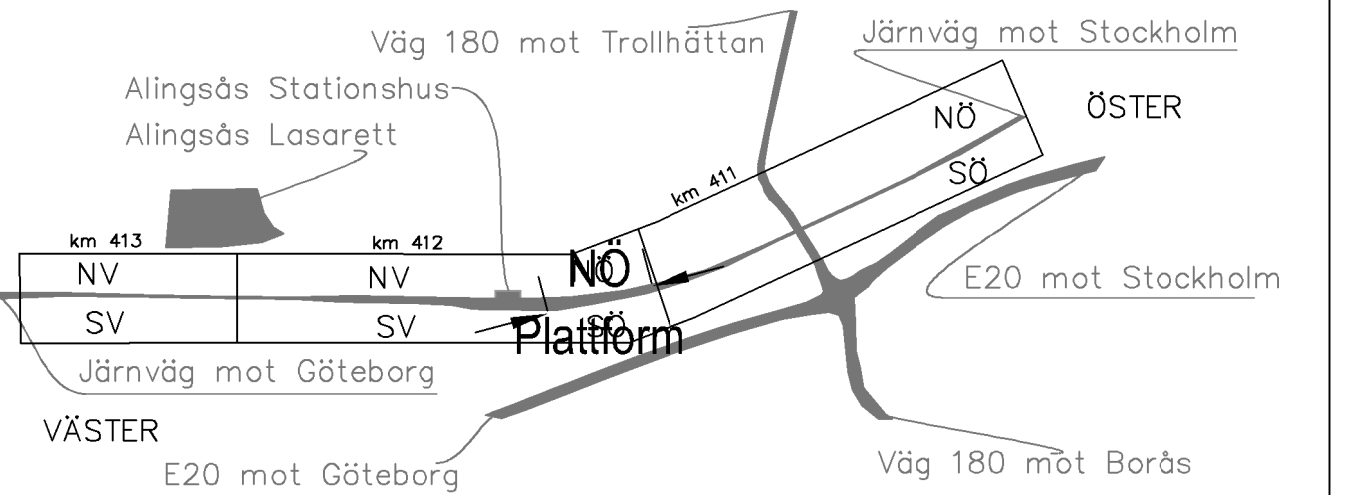 Väg 180 mot Trollhättan
Järnväg mot Stockholm
Alingsås Stationshus
Alingsås Lasarett
NÖ
ÖSTER
SÖ
km 411
km 413
km 412
NV
NV
NÖ
NÖ
E20 mot Stockholm
SV
SV
SÖ
Plattform
Järnväg mot Göteborg
VÄSTER
E20 mot Göteborg
Väg 180 mot Borås